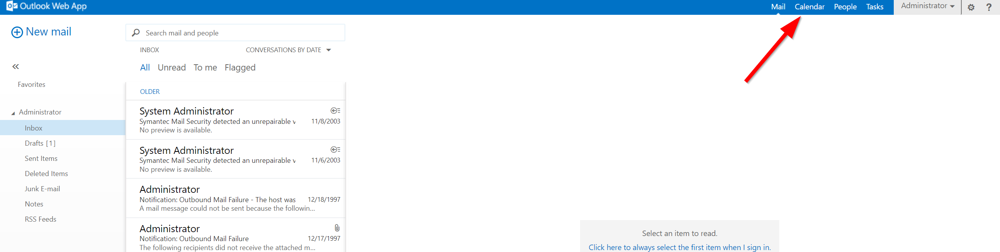 Outlook Web App
Mail Calendar People Tasks Administrator ?
New mail
Search mail and people
INBOX CONVERSATIONS BY DATE
All Unread To me Flagged
Favorites
Administrator
Inbox
Drafts [1]
Sent Items
Deleted Items
Junk E-mail
Notes
RSS Feeds
OLDER
System Administrator
Symantec Mail Security detected an unrepairable v 11/8/2003
No preview is available.
System Administrator
Symantec Mail Security detected an unrepairable v 11/6/2003
No preview is available.
Administrator
Notification: Outbound Mail Failure - The host was 12/18/1997
A mail message could not be sent because the followin...
Administrator
Notification: Outbound Mail Failure 12/17/1997
The following recipients did not receive the attached m...
Select an item to read.
Click here to always select the first item when I sign in.